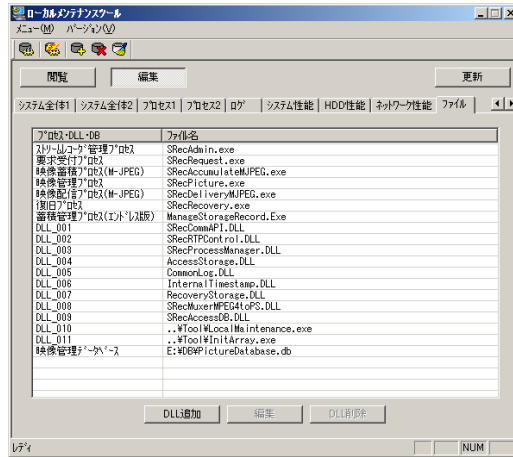 ローカルメンテナンスツール
メニュー(M) バージョン(V)
閲覧 編集 更新
システム全体1 システム全体2 プロセス1 プロセス2 ログ システム性能 HDD性能 ネットワーク性能 ファイル
プロセス・DLL・DB ファイル名
ストリームレコーダ管理プロセス SRecAdmin.exe
要求受付プロセス SRecRequest.exe
映像蓄積プロセス(M-JPEG) SRecAccumulateMJPEG.exe
映像管理プロセス SRecPicture.exe
映像配信プロセス(M-JPEG) SRecDeliveryMJPEG.exe
復旧プロセス SRecRecovery.exe
蓄積管理プロセス(エンドレス版) ManageStorageRecord.Exe
DLL_001 SRecCommAPI.DLL
DLL_002 SRecRTPControl.DLL
DLL_003 SRecProcessManager.DLL
DLL_004 AccessStorage.DLL
DLL_005 CommonLog.DLL
DLL_006 InternalTimestamp.DLL
DLL_007 RecoveryStorage.DLL
DLL_008 SRecMuxerMPEG4toPS.DLL
DLL_009 SRecAccessDB.DLL
DLL_010 ..¥Tool¥LocalMaintenance.exe
DLL_011 ..¥Tool¥InitArray.exe
映像管理データベース E:¥DB¥PictureDatabase.db
DLL追加 編集 DLL削除
レディ NUM